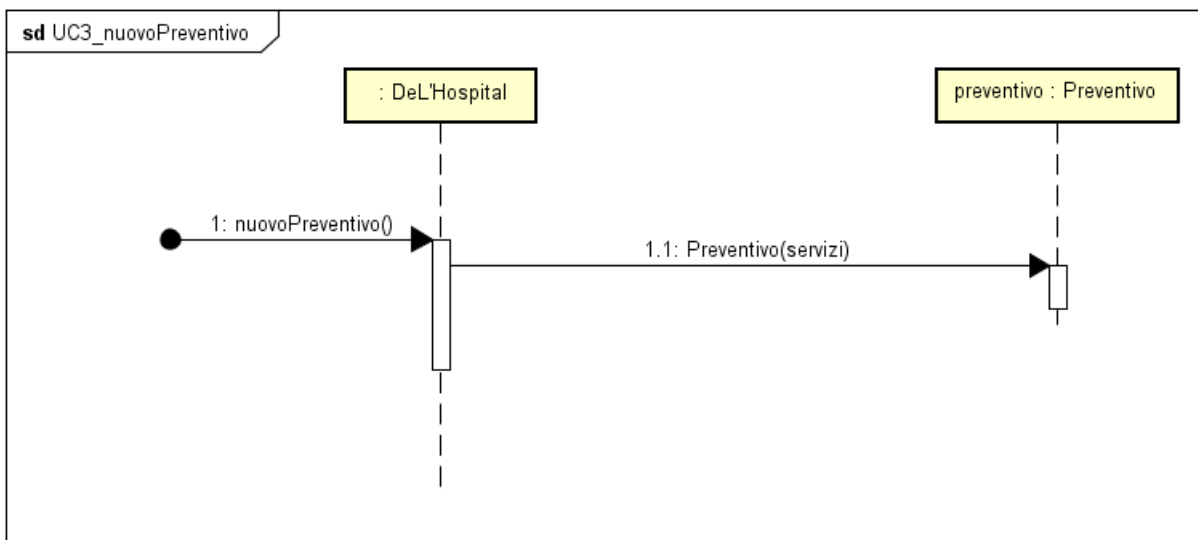 sd UC3_nuovoPreventivo
: DeL'Hospital
preventivo : Preventivo
1: nuovoPreventivo()
1.1: Preventivo(servizi)